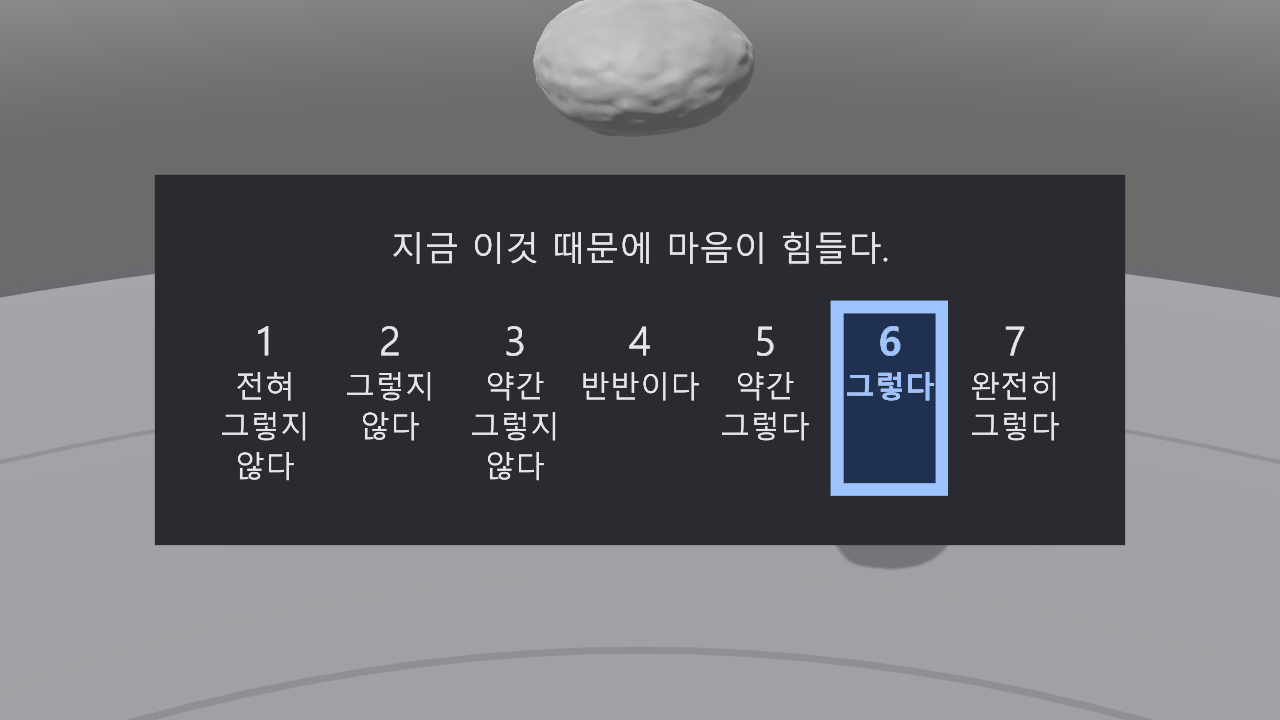 지금 이것 때문에 마음이 힘들다.
1 2 3 4 5 6 7
전혀 그렇지 약간 반반이다 약간 그렇다 완전히
그렇지 않다 그렇지 그렇다 그렇다
않다 않다